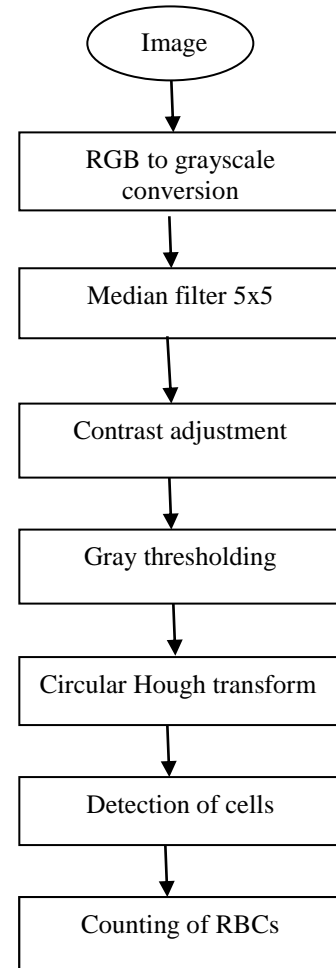 Image
RGB to grayscale
conversion
Median filter 5x5
Contrast adjustment
Gray thresholding
Circular Hough transform
Detection of cells
Counting of RBCs